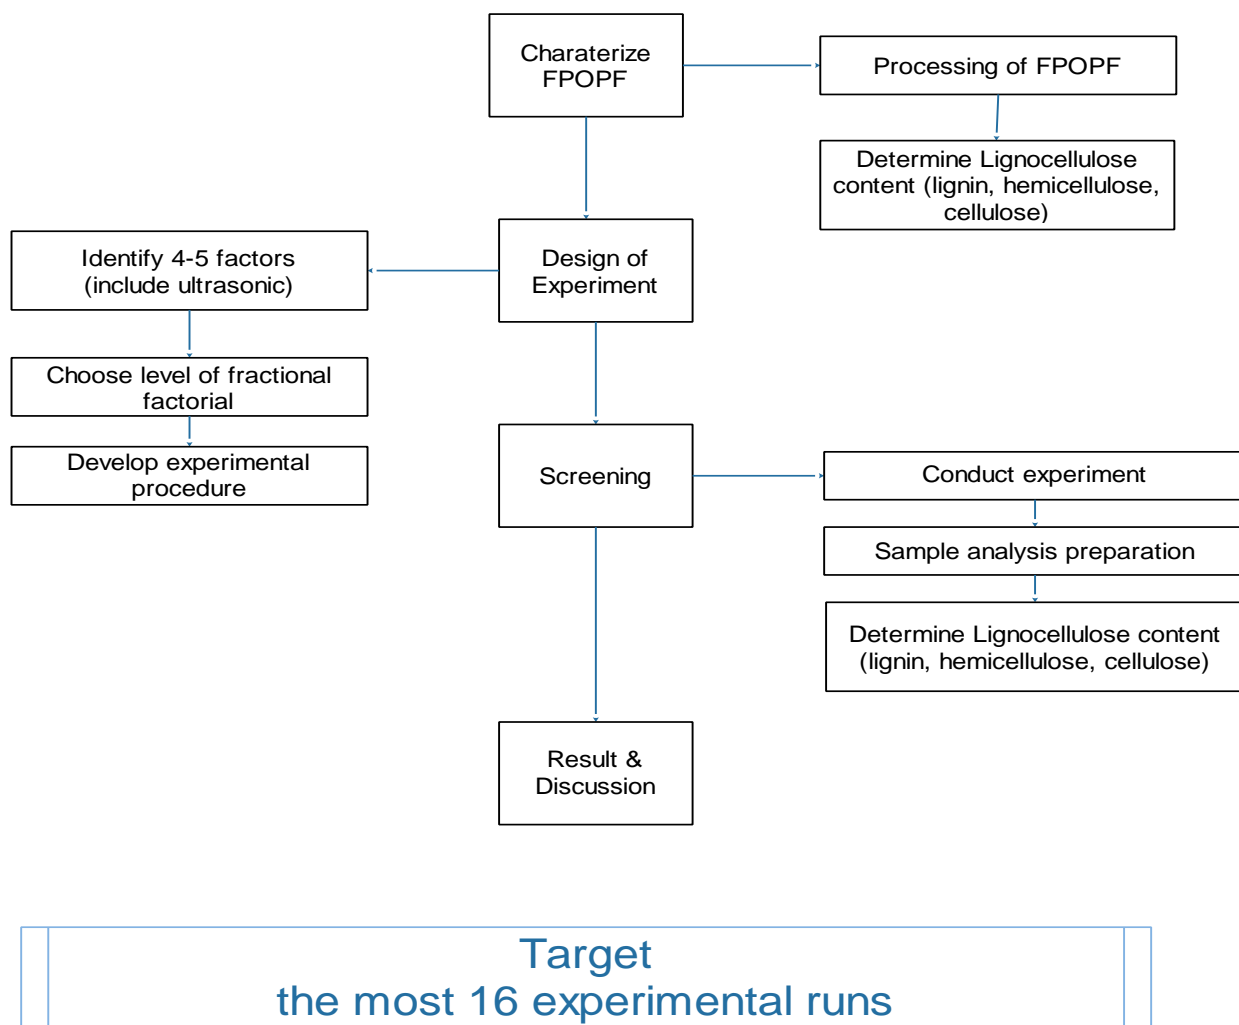 Charaterize
FPOPF
Processing of FPOPF
Determine Lignocellulose
content (lignin, hemicellulose,
cellulose)
Design of
Experiment
Identify 4-5 factors
(include ultrasonic)
Choose level of fractional
factorial
Develop experimental
procedure
Screening
Conduct experiment
Sample analysis preparation
Determine Lignocellulose content
(lignin, hemicellulose, cellulose)
Result &
Discussion
Target
the most 16 experimental runs